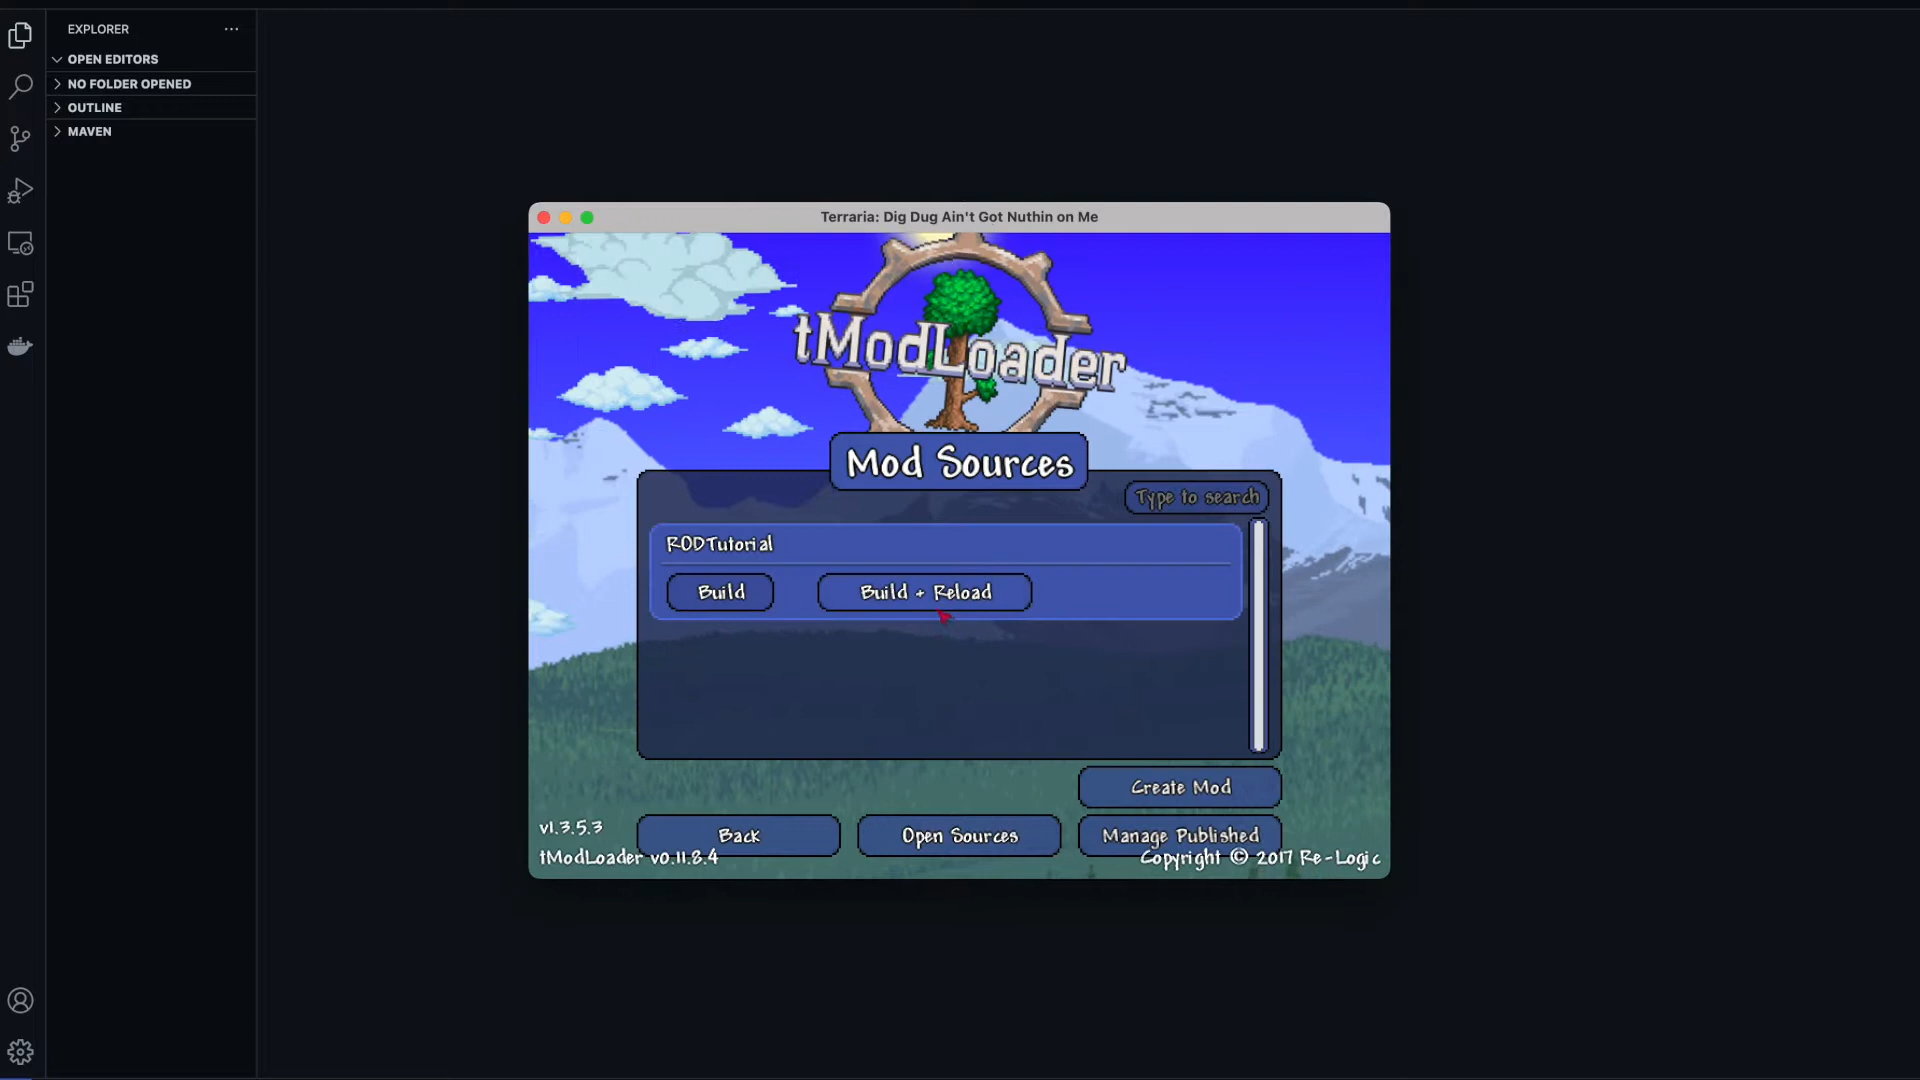 EXPLORER
OPEN EDITORS
NO FOLDER OPENED
OUTLINE
MAVEN
Terraria: Dig Dug Ain't Got Nuthin on Me
tModLoader
Mod Sources
Type to search
RODTutorial
Build
Build + Reload
Create Mod
Back
Open Sources
Manage Published
v1.3.5.3
tModLoader v0.11.8.4
Copyright © 2017 Re-Logic